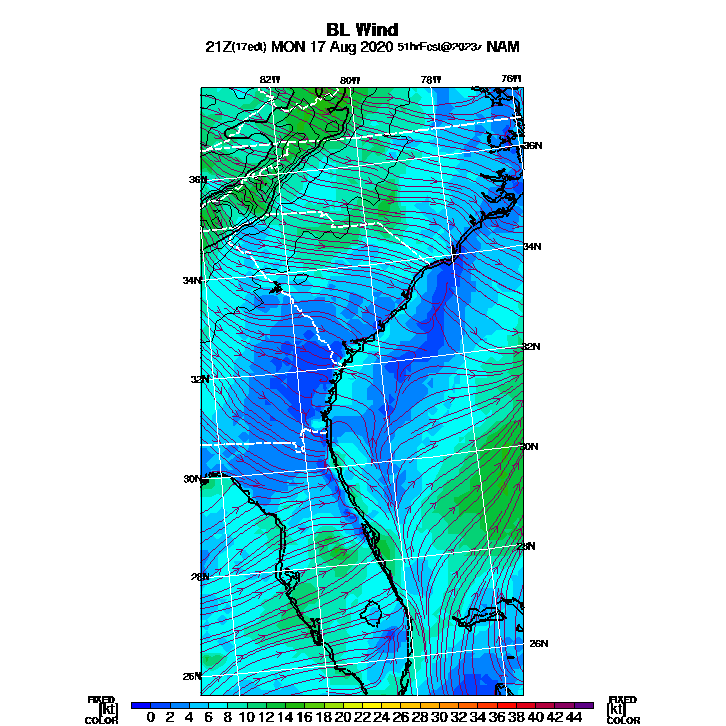 BL Wind
21Z(17edt) MON 17 Aug 2020 51hrFcst@2023z NAM
82W 80W 78W 76W
36N
36N
34N
34N
32N
32N
30N
30N
28N
28N
26N
26N
FIXED FIXED
[kt] 0 2 4 6 8 10 12 14 16 18 20 22 24 26 28 30 32 34 36 38 40 42 44 [kt]
COLOR COLOR